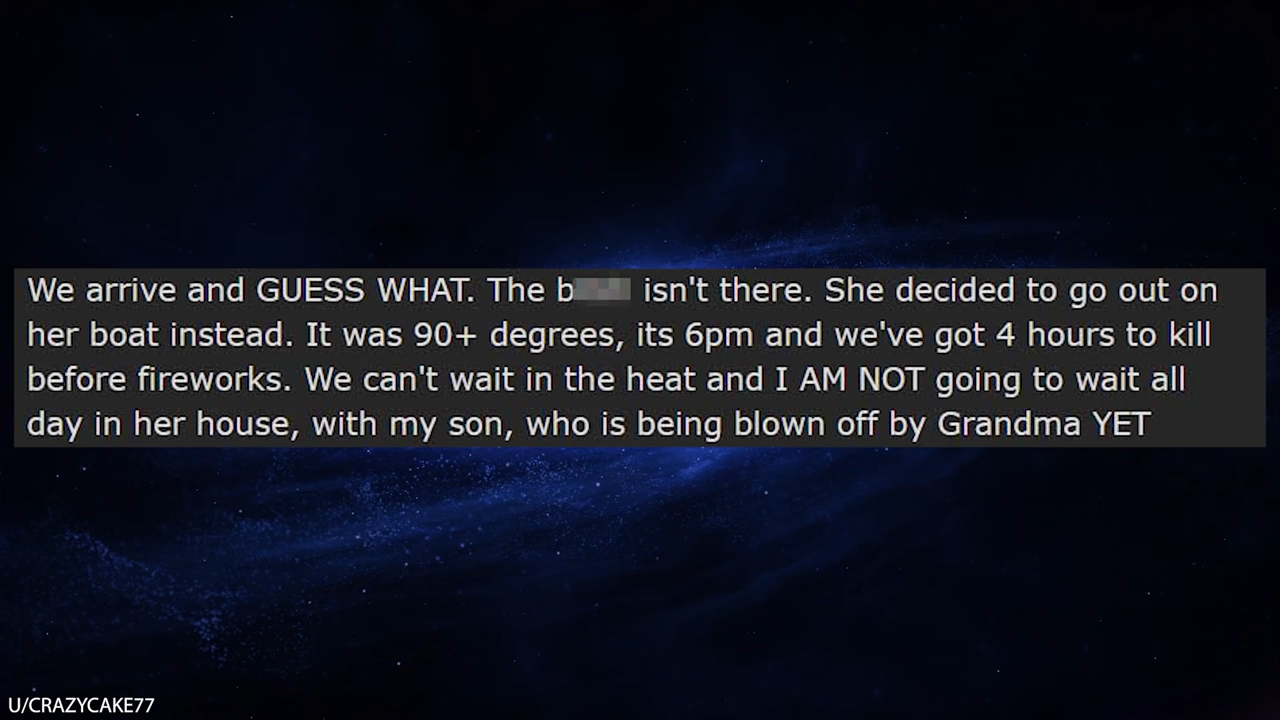 We arrive and GUESS WHAT. The b isn't there. She decided to go out on
her boat instead. It was 90+ degrees, its 6pm and we've got 4 hours to kill
before fireworks. We can't wait in the heat and I AM NOT going to wait all
day in her house, with my son, who is being blown off by Grandma YET
U/CRAZYCAKE77